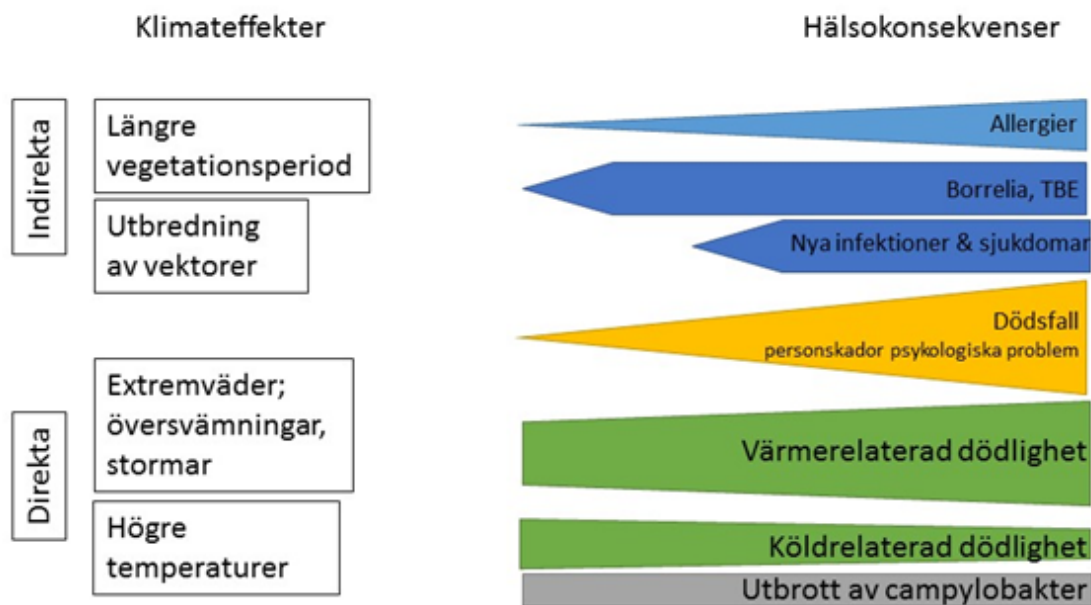 Klimateffekter
Hälsokonsekvenser
Indirekta
Längre
vegetationsperiod
Utbredning
av vektorer
Direkta
Extremväder;
översvämningar,
stormar
Högre
temperaturer
Allergier
Borrelia, TBE
Nya infektioner & sjukdomar
Dödsfall
personskador psykologiska problem
Värmerelaterad dödlighet
Köldrelaterad dödlighet
Utbrott av campylobakter